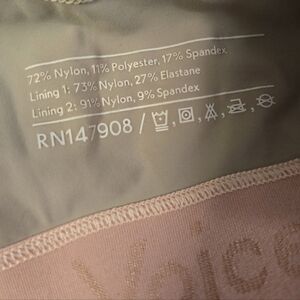 72% Nylon, 11% Polyester, 17% Spandex
Lining 1: 73% Nylon, 27% Elastane
Lining 2: 91% Nylon, 9% Spandex
RN147908 /
Voice